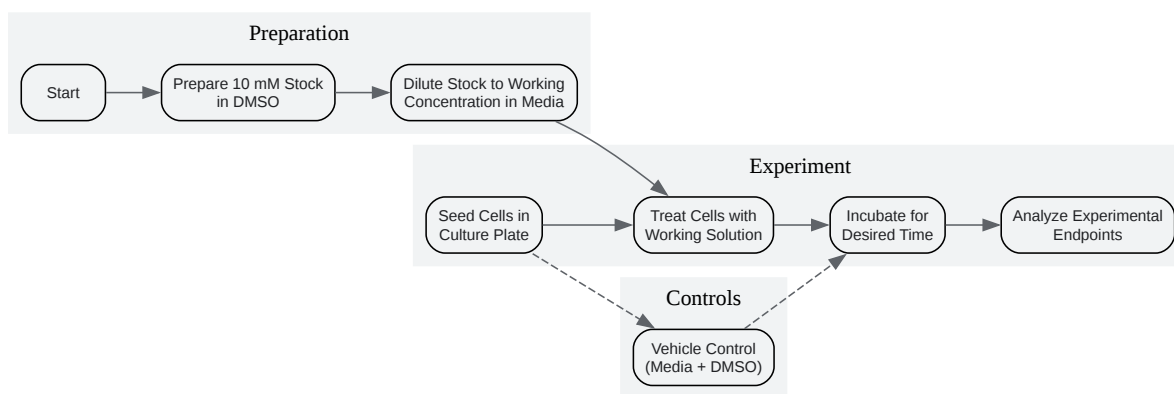 Preparation
Start
Prepare 10 mM Stock
in DMSO
Dilute Stock to Working
Concentration in Media
Experiment
Seed Cells in
Culture Plate
Treat Cells with
Working Solution
Incubate for
Desired Time
Analyze Experimental
Endpoints
Controls
Vehicle Control
(Media + DMSO)